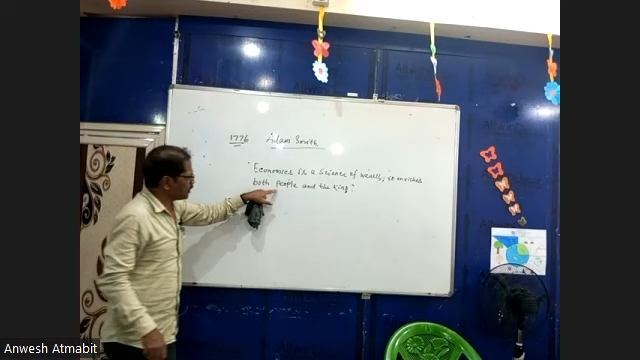 1776 Adam Smith
"Economics is a Science of wealth; it enriches
both people and the king"
Anwesh Atmabit